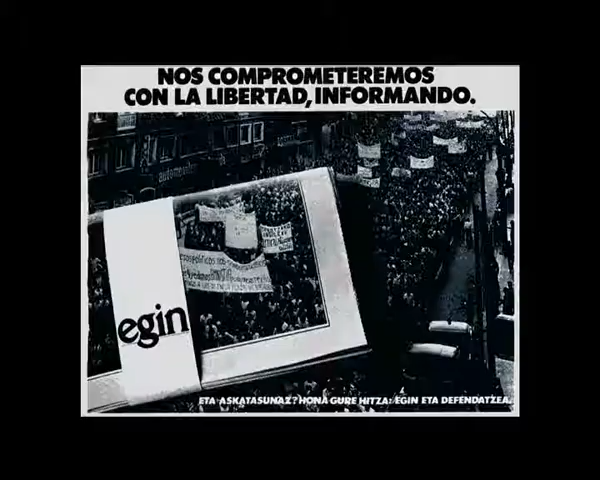 NOS COMPROMETEREMOS
CON LA LIBERTAD, INFORMANDO.
egin
ETA ASKATASUNAZ? HONA GURE HITZA: EGIN ETA DEFENDATZEA.